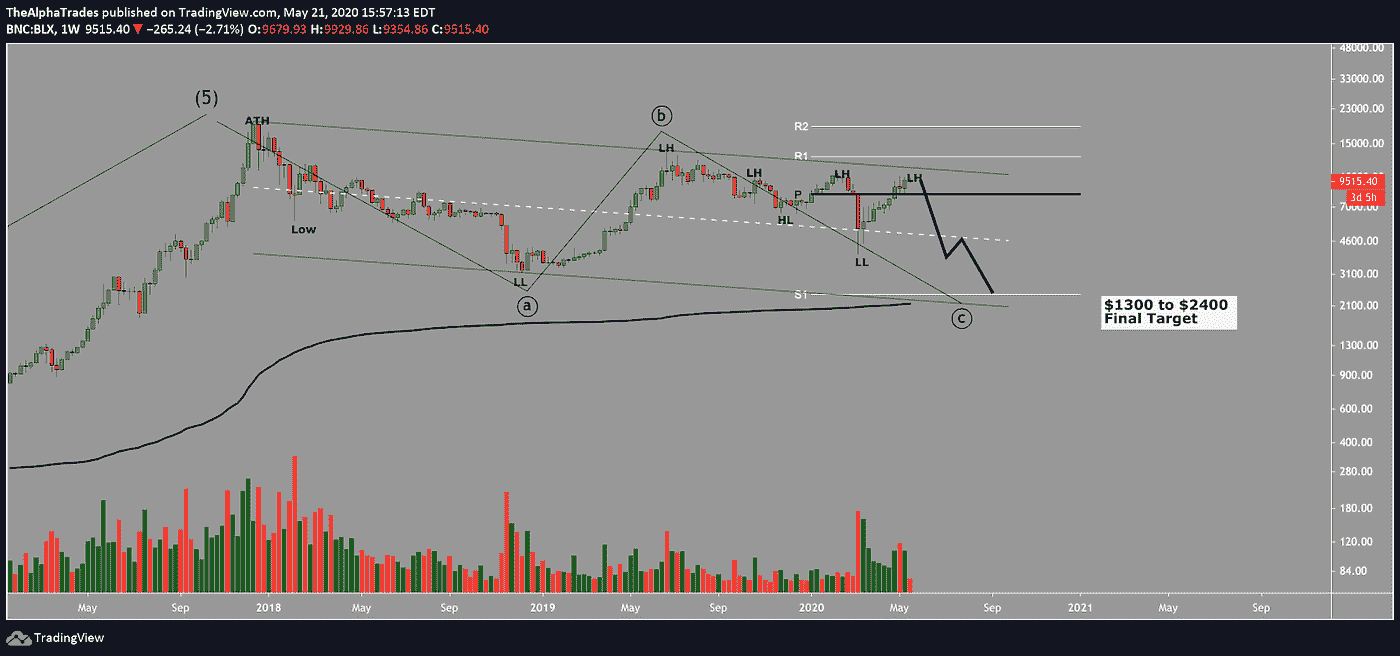 TheAlphaTrades published on TradingView.com, May 21, 2020 15:57:13 EDT
BNC:BLX, 1W 9515.40 ▼ −265.24 (−2.71%) O:9679.93 H:9929.86 L:9354.86 C:9515.40
48000.00
33000.00
(5)
23000.00
ATH
b
R2
LH
15000.00
R1
LH
LH
LH
9515.40
3d 5h
P
7000.00
HL
Low
4600.00
LL
3100.00
LL
S1
a
2100.00
c
$1300 to $2400
Final Target
1300.00
900.00
600.00
400.00
280.00
180.00
120.00
84.00
May Sep 2018 May Sep 2019 May Sep 2020 May Sep 2021 May Sep
TradingView